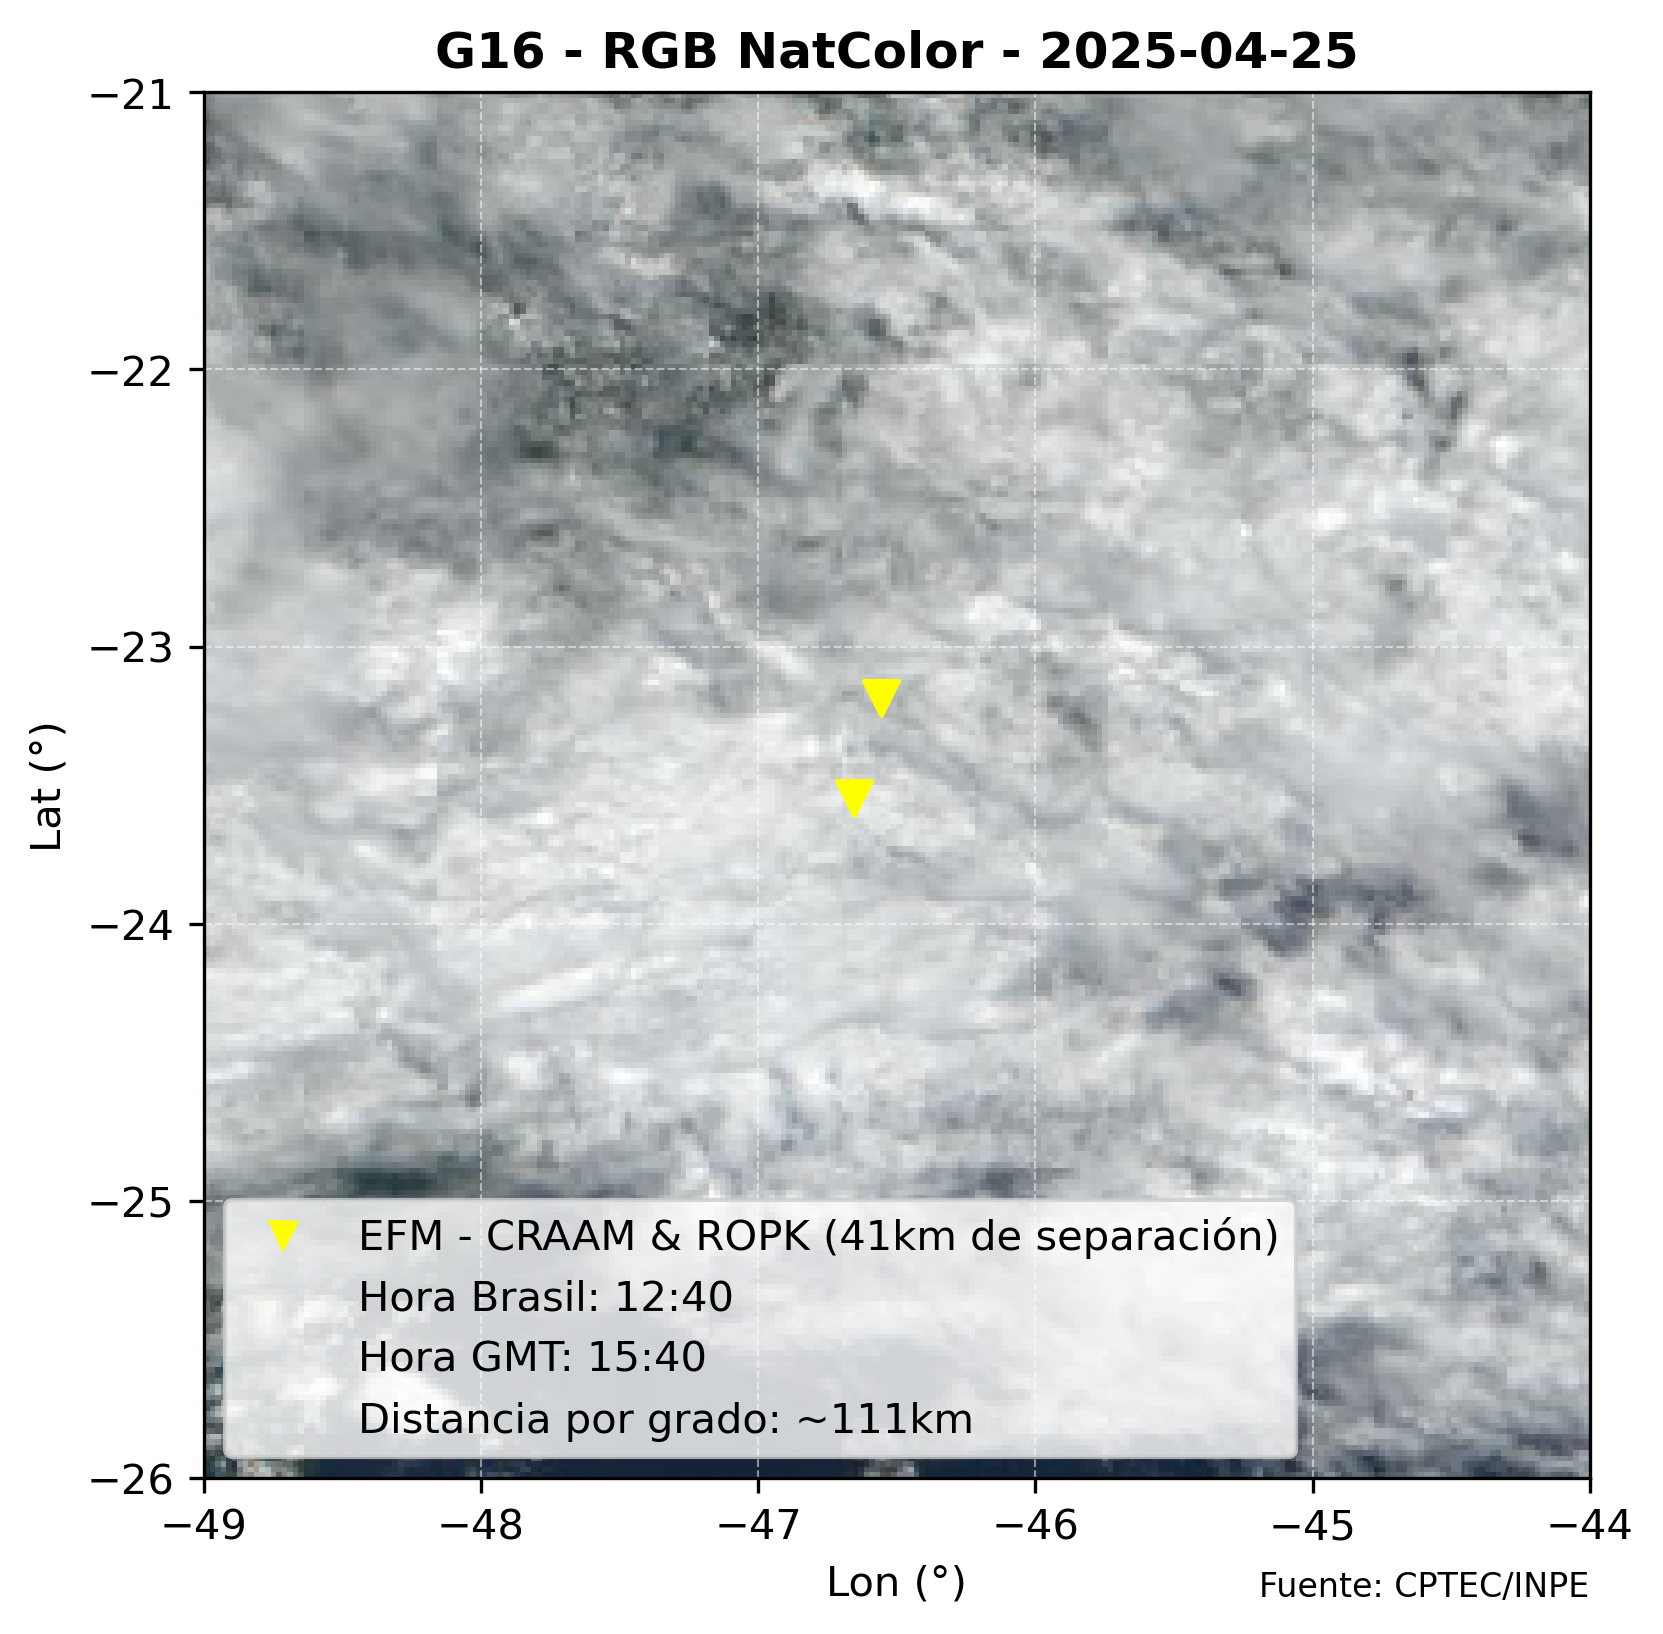 G16 - RGB NatColor - 2025-04-25
−21
−22
−23
−24
−25
−26
Lat (°)
EFM - CRAAM & ROPK (41km de separación)
Hora Brasil: 12:40
Hora GMT: 15:40
Distancia por grado: ~111km
−49 −48 −47 −46 −45 −44
Lon (°)
Fuente: CPTEC/INPE